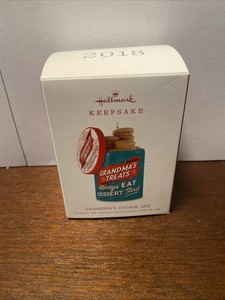 2018
Hallmark
KEEPSAKE
GRANDMA'S
TREATS
Always EAT
DESSERT First
GRANDMA'S COOKIE JAR